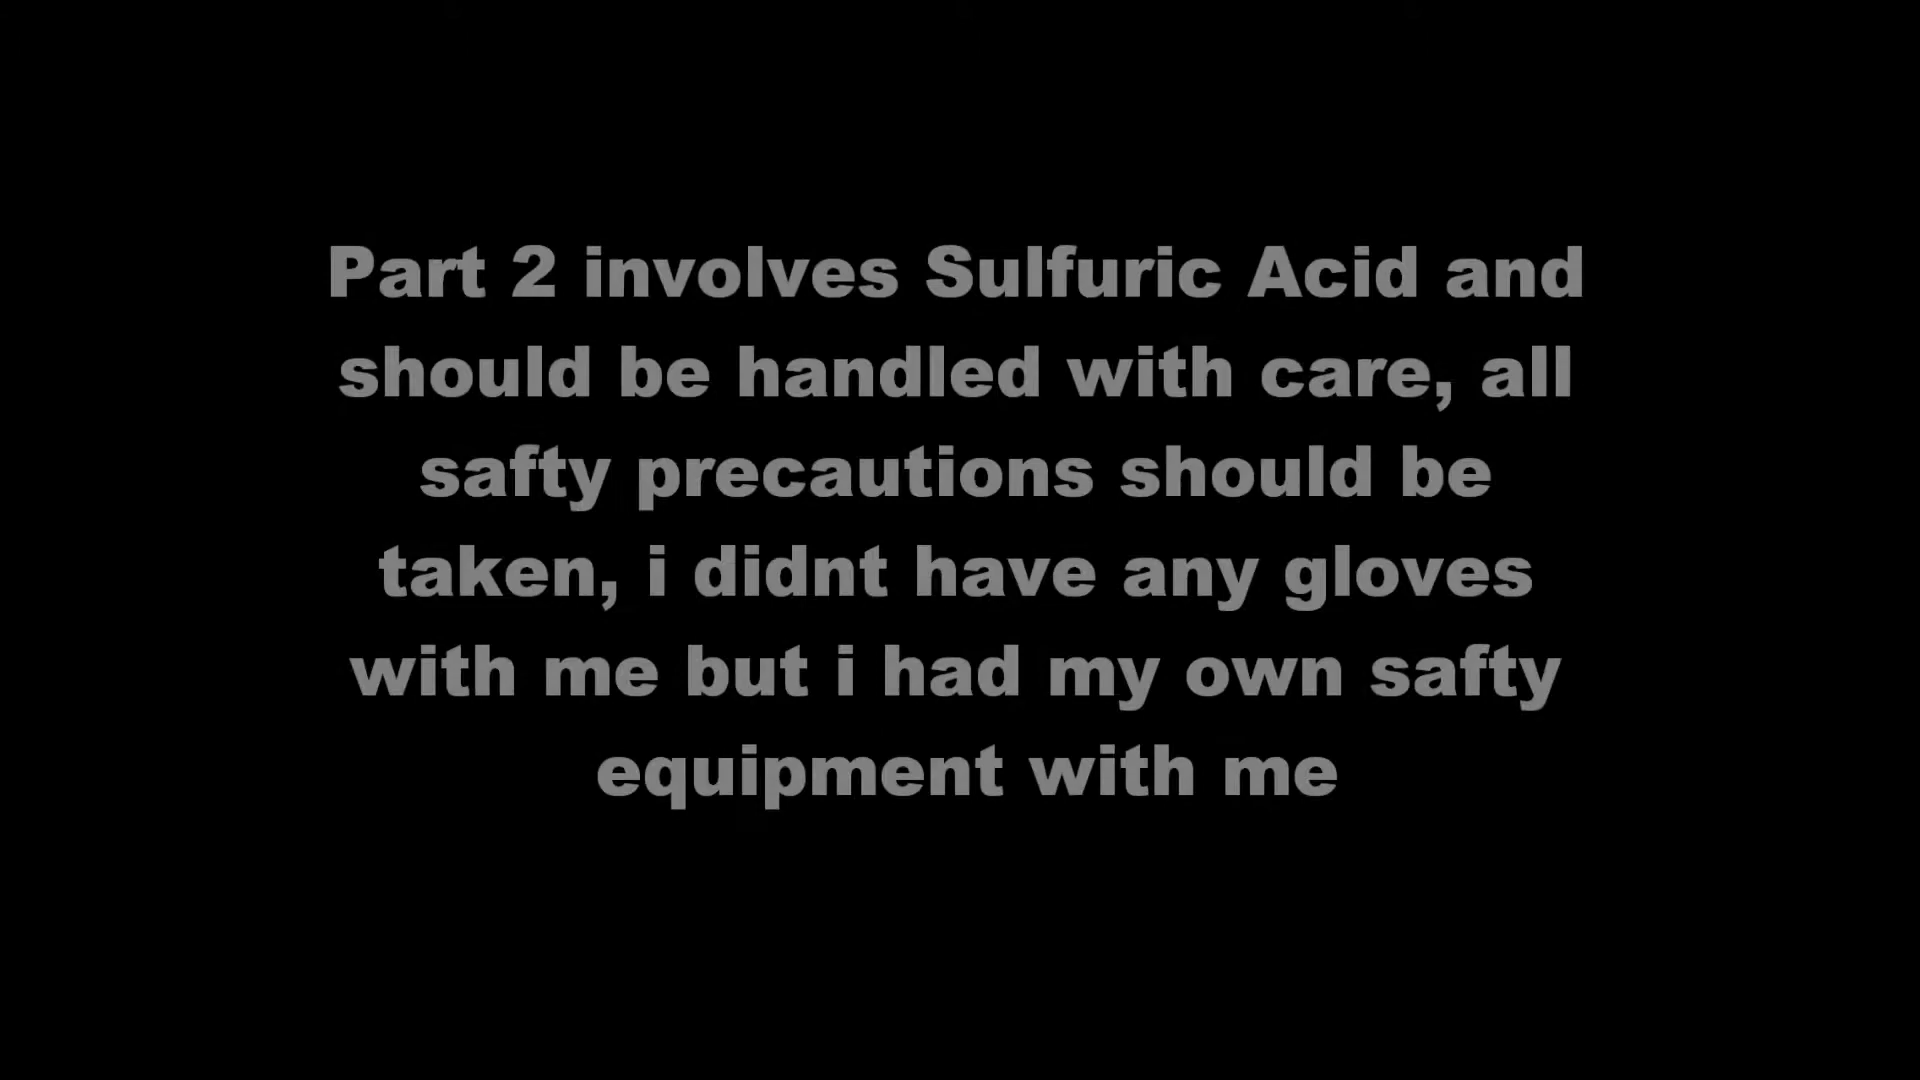 Part 2 involves Sulfuric Acid and
should be handled with care, all
safty precautions should be
taken, i didnt have any gloves
with me but i had my own safty
equipment with me